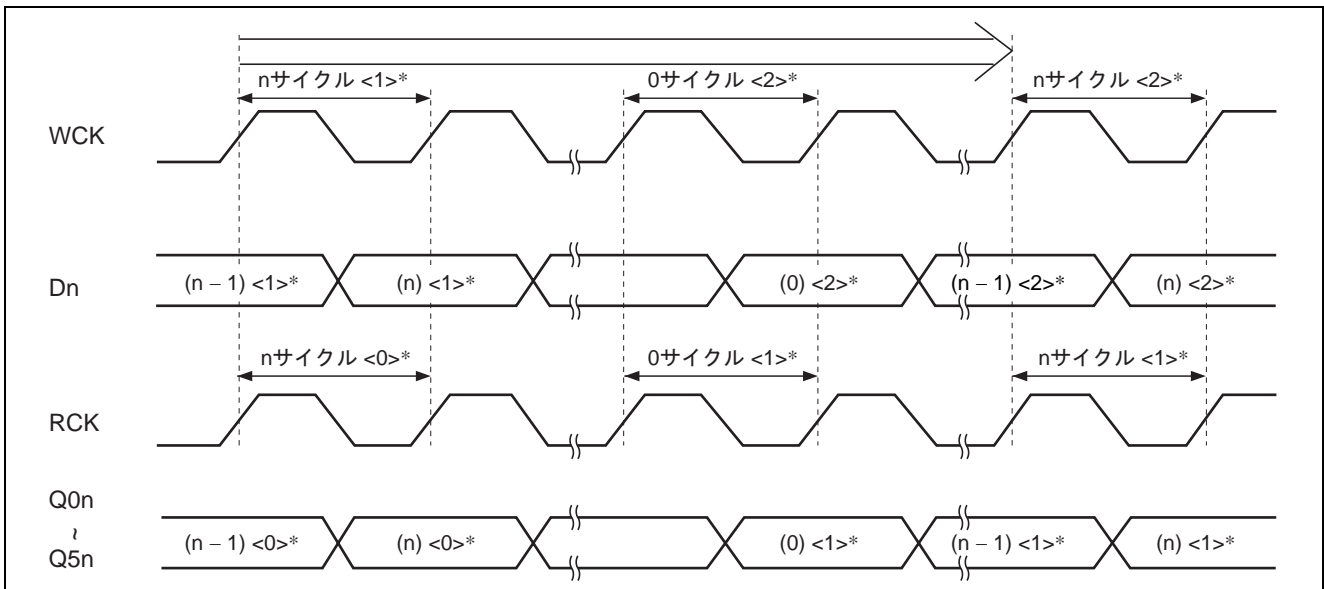 nサイクル <1>* 0サイクル <2>* nサイクル <2>*
WCK
Dn (n − 1) <1>* (n) <1>* (0) <2>* (n − 1) <2>* (n) <2>*
nサイクル <0>* 0サイクル <1>* nサイクル <1>*
RCK
Q0n
~
Q5n
(n − 1) <0>* (n) <0>* (0) <1>* (n − 1) <1>* (n) <1>*